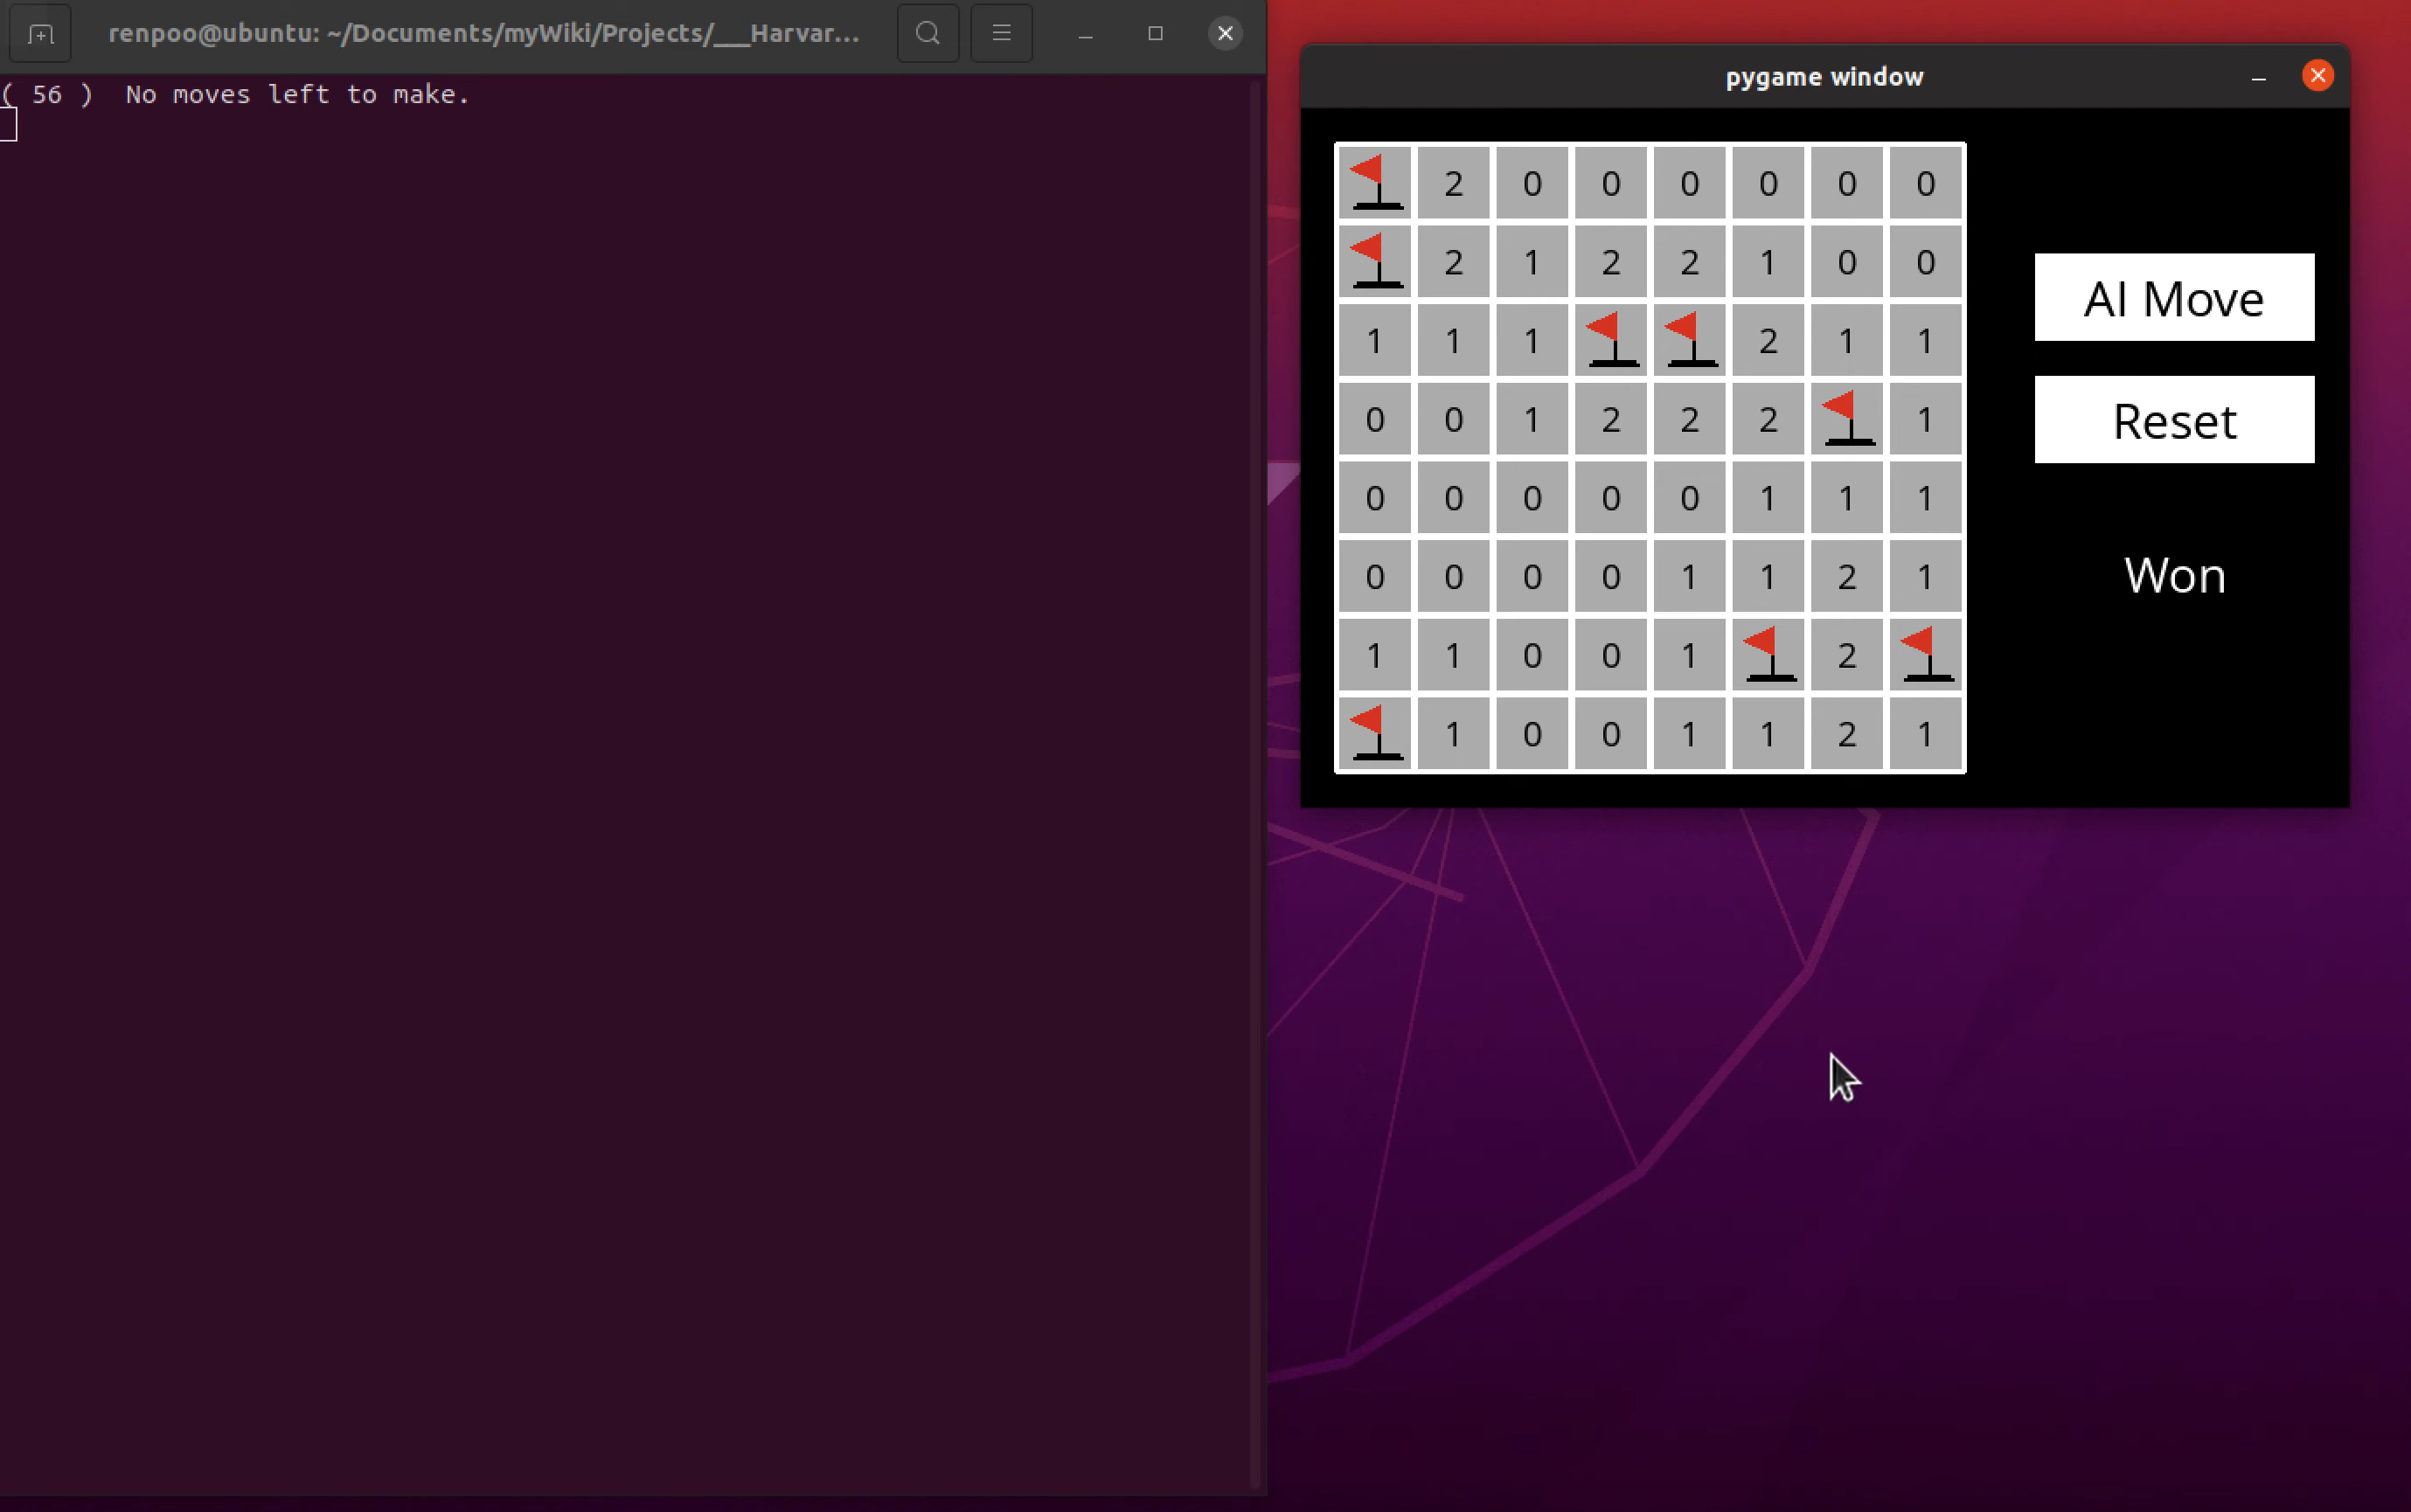 renpoo@ubuntu: ~/Documents/myWiki/Projects/___Harvar...
( 56 )  No moves left to make.
pygame window
2 0 0 0 0 0 0
2 1 2 2 1 0 0
1 1 1 2 1 1
0 0 1 2 2 2 1
0 0 0 0 0 1 1 1
0 0 0 0 1 1 2 1
1 1 0 0 1 2
1 0 0 1 1 2 1
AI Move
Reset
Won